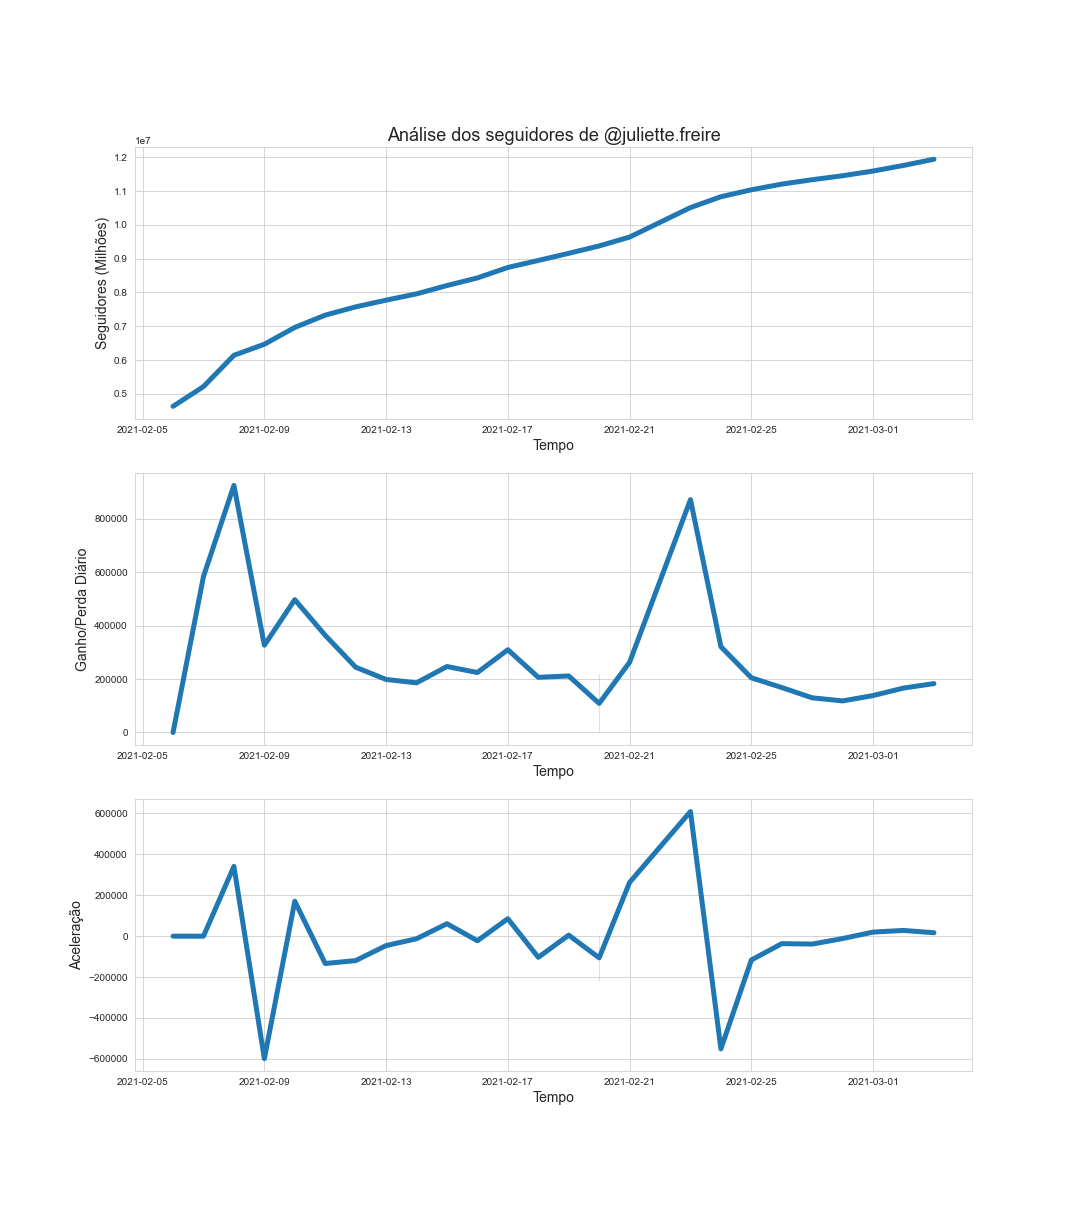 Análise dos seguidores de @juliette.freire
1e7
1.2
1.1
1.0
0.9
0.8
0.7
0.6
0.5
Seguidores (Milhões)
2021-02-05 2021-02-09 2021-02-13 2021-02-17 2021-02-21 2021-02-25 2021-03-01
Tempo
800000
600000
400000
200000
0
Ganho/Perda Diário
2021-02-05 2021-02-09 2021-02-13 2021-02-17 2021-02-21 2021-02-25 2021-03-01
Tempo
600000
400000
200000
0
−200000
−400000
−600000
Aceleração
2021-02-05 2021-02-09 2021-02-13 2021-02-17 2021-02-21 2021-02-25 2021-03-01
Tempo